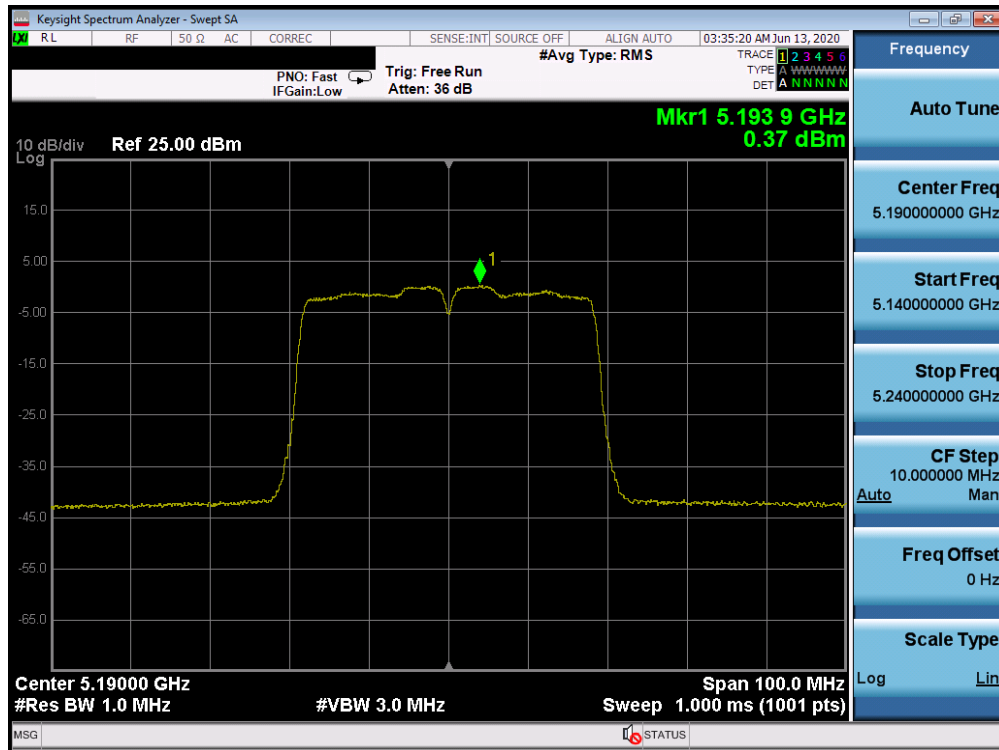 Keysight Spectrum Analyzer - Swept SA
LXI RL RF 50 Ω AC CORREC SENSE:INT SOURCE OFF ALIGN AUTO 03:35:20 AM Jun 13, 2020
#Avg Type: RMS
TRACE 1 2 3 4 5 6
PNO: Fast
Trig: Free Run
TYPE A WWWWW
IFGain:Low
Atten: 36 dB
DET A N N N N N
Mkr1 5.193 9 GHz
0.37 dBm
10 dB/div
Ref 25.00 dBm
Log
15.0
5.00
-5.00
-15.0
-25.0
-35.0
-45.0
-55.0
-65.0
1
Center 5.19000 GHz
Span 100.0 MHz
#Res BW 1.0 MHz
#VBW 3.0 MHz
Sweep 1.000 ms (1001 pts)
MSG
STATUS
Frequency
Auto Tune
Center Freq
5.190000000 GHz
Start Freq
5.140000000 GHz
Stop Freq
5.240000000 GHz
CF Step
10.000000 MHz
Auto Man
Freq Offset
0 Hz
Scale Type
Log Lin